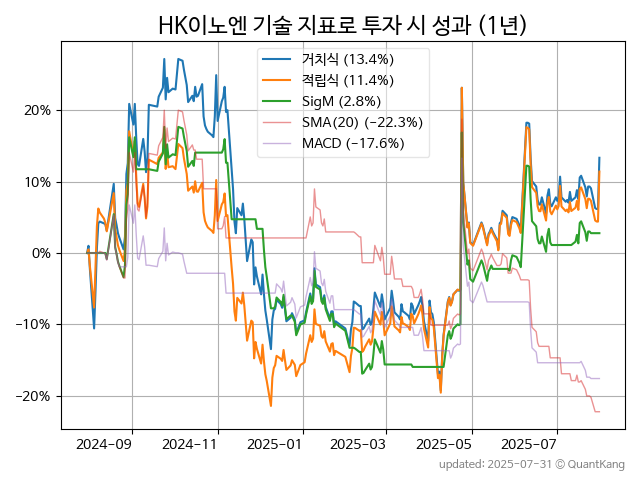 HK이노엔 기술 지표로 투자 시 성과 (1년)
거치식 (13.4%)
적립식 (11.4%)
SigM (2.8%)
SMA(20) (−22.3%)
MACD (−17.6%)
20%
10%
0%
−10%
−20%
2024−09
2024−11
2025−01
2025−03
2025−05
2025−07
updated: 2025−07−31 © QuantKang